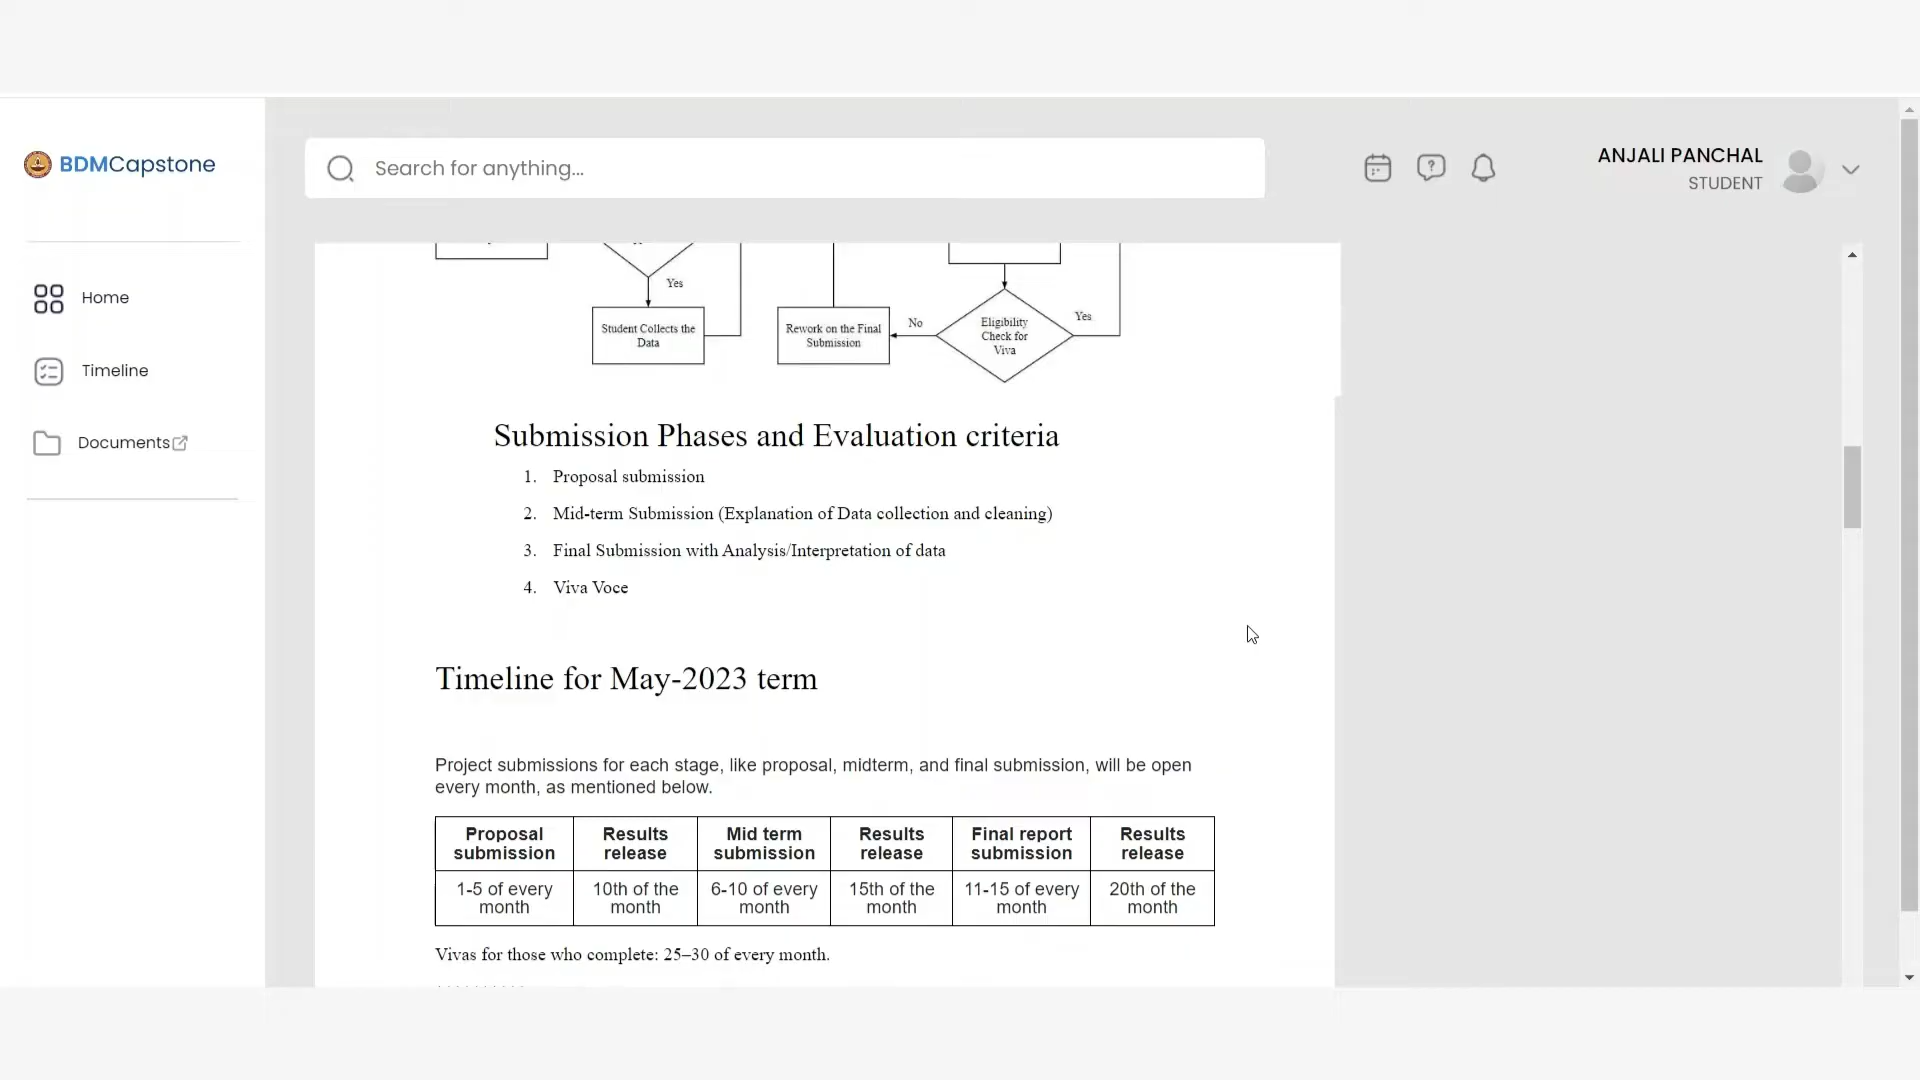 BDMCapstone
Search for anything...
ANJALI PANCHAL
STUDENT
Home
Timeline
Documents
Yes
Student Collects the
Data
Rework on the Final
Submission
No
Eligibility
Check for
Viva
Yes
Submission Phases and Evaluation criteria
1. Proposal submission
2. Mid-term Submission (Explanation of Data collection and cleaning)
3. Final Submission with Analysis/Interpretation of data
4. Viva Voce
Timeline for May-2023 term
Project submissions for each stage, like proposal, midterm, and final submission, will be open
every month, as mentioned below.
Proposal submission Results release Mid term submission Results release Final report submission Results release
1-5 of every month 10th of the month 6-10 of every month 15th of the month 11-15 of every month 20th of the month
Vivas for those who complete: 25–30 of every month.